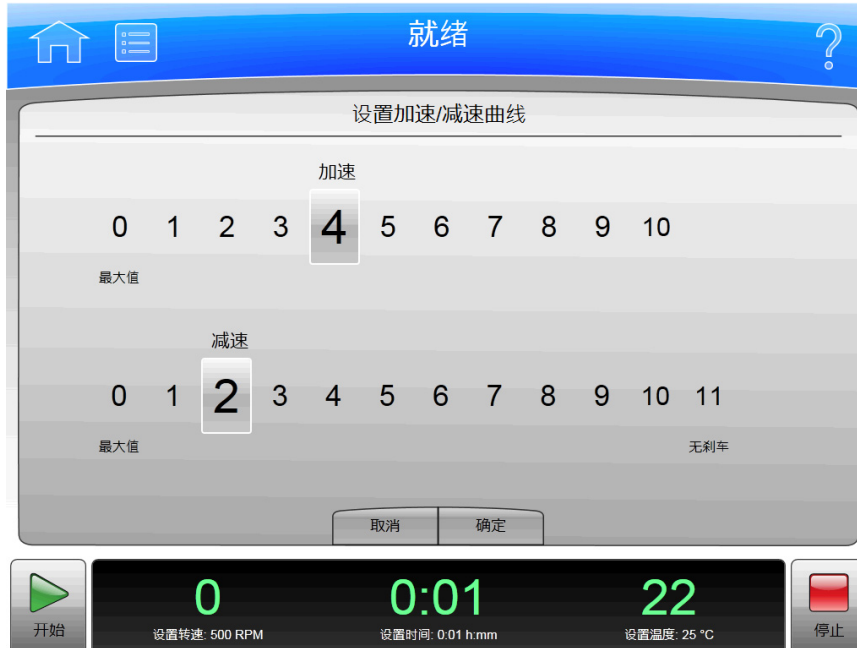 就绪
?
设置加速/减速曲线
加速
0 1 2 3 4 5 6 7 8 9 10
最大值
减速
0 1 2 3 4 5 6 7 8 9 10 11
最大值 无刹车
取消 确定
开始
0 0:01 22
设置转速: 500 RPM 设置时间: 0:01 h:mm 设置温度: 25 °C
停止